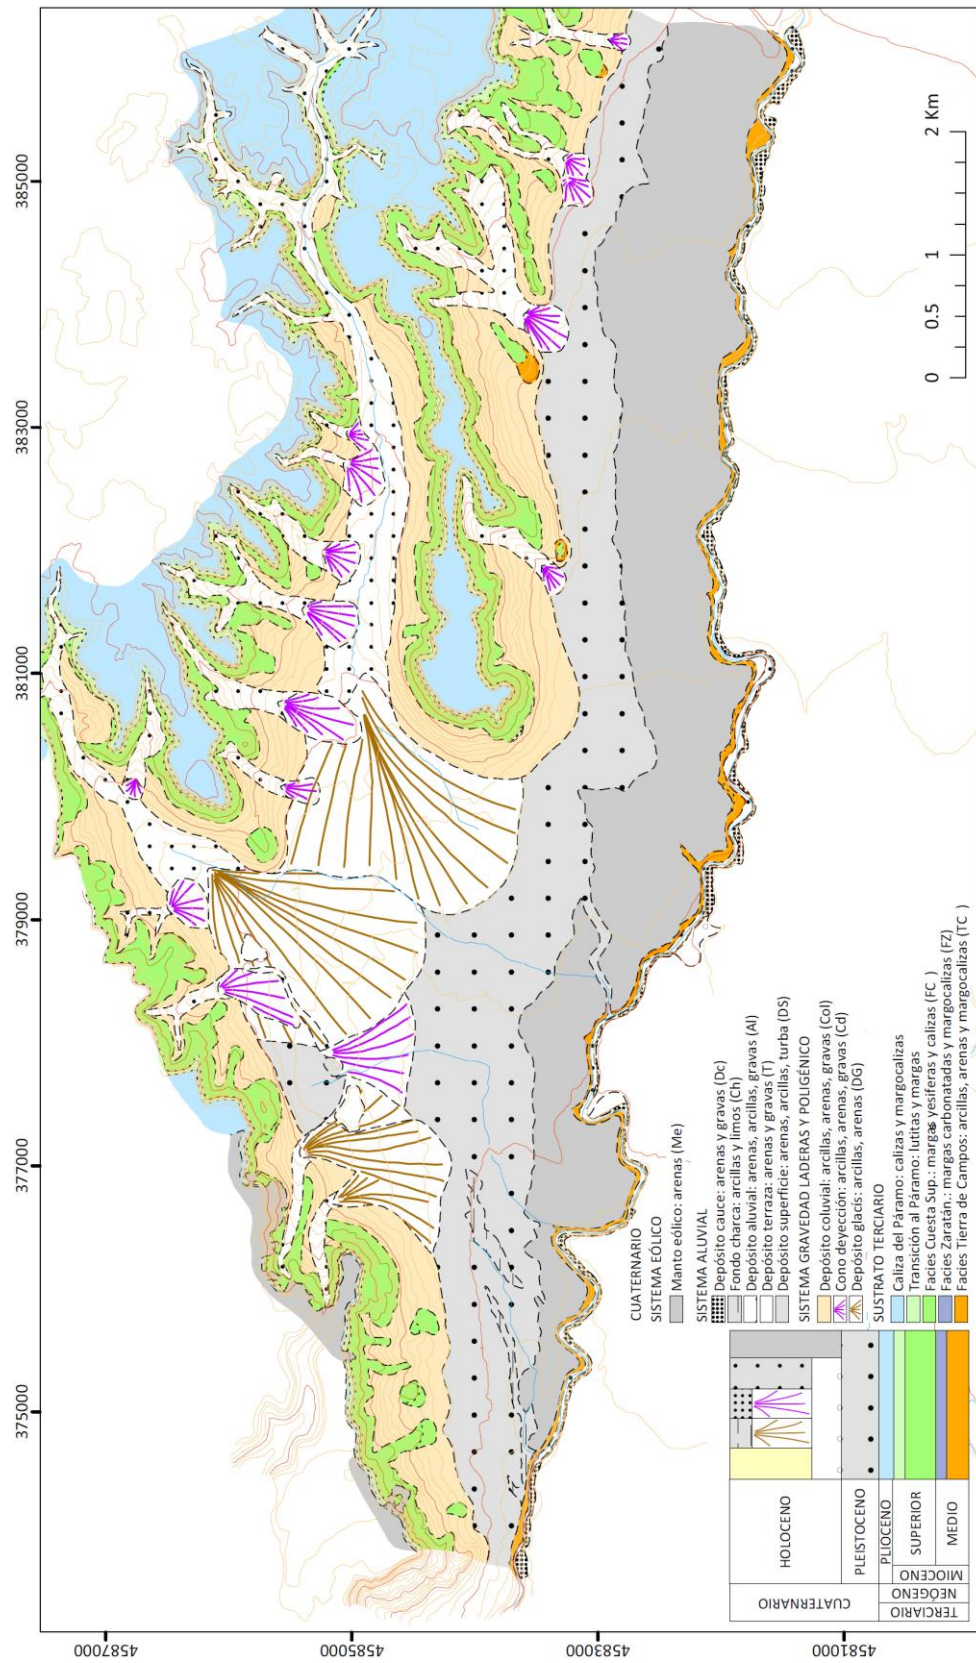 385000
383000
381000
379000
377000
375000
4587000
4585000
4583000
4581000
0 0.5 1 2 Km
CUATERNARIO
SISTEMA EÓLICO
Manto eólico: arenas (Me)
SISTEMA ALUVIAL
Depósito cauce: arenas y gravas (Dc)
Fondo charca: arcillas y limos (Ch)
Depósito aluvial: arenas, arcillas, gravas (Al)
Depósito terraza: arenas y gravas (T)
Depósito superficie: arenas, arcillas, turba (DS)
SISTEMA GRAVEDAD LADERAS Y POLIGÉNICO
Depósito coluvial: arcillas, arenas, gravas (Col)
Cono deyección: arcillas, arenas, gravas (Cd)
Depósito glacis: arcillas, arenas (DG)
SUSTRATO TERCIARIO
Caliza del Páramo: calizas y margocalizas
Transición al Páramo: lutitas y margas
Facies Cuesta Sup.: margas yesíferas y calizas (FC )
Facies Zaratán.: margas carbonatadas y margocalizas (FZ)
Facies Tierra de Campos: arcillas, arenas y margocalizas (TC )
CUATERNARIO
HOLOCENO
PLEISTOCENO
TERCIARIO
NEÓGENO
PLIOCENO
MIOCENO
SUPERIOR
MEDIO